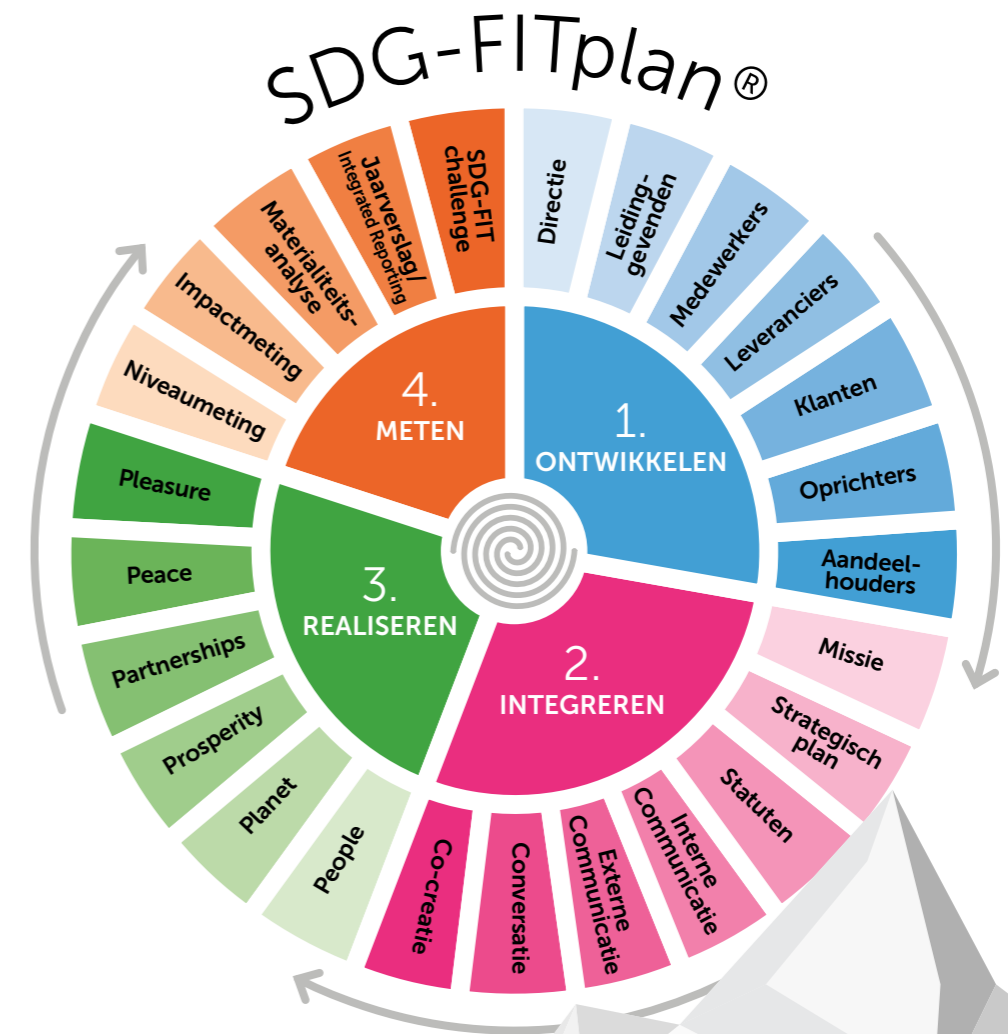 SDG-FITplan®
1.
ONTWIKKELEN
Directie
Leiding-
gevenden
Medewerkers
Leveranciers
Klanten
Oprichters
Aandeel-
houders
2.
INTEGREREN
Missie
Strategisch
plan
Statuten
Interne
Communicatie
Externe
Communicatie
Conversatie
Co-creatie
3.
REALISEREN
People
Planet
Prosperity
Partnerships
Peace
Pleasure
4.
METEN
Niveaumeting
Impactmeting
Materialiteits-
analyse
Jaarverslag/
Integrated Reporting
SDG-FIT
challenge